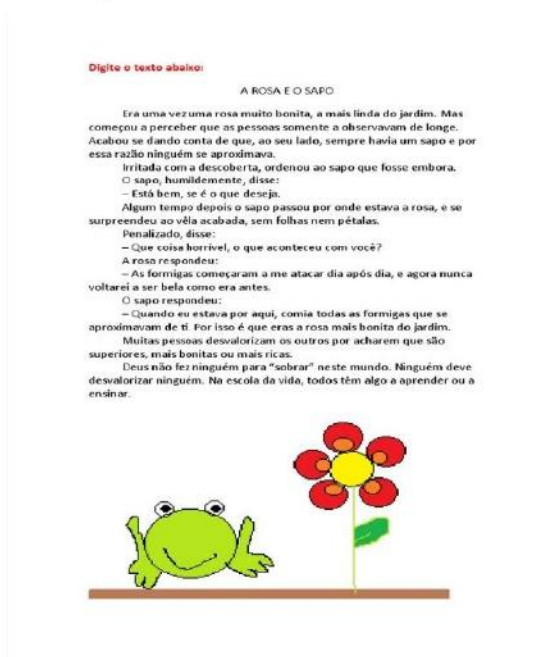 Digite o texto abaixo:
A ROSA E O SAPO
Era uma vez uma rosa muito bonita, a mais linda do jardim. Mas
começou a perceber que as pessoas somente a observavam de longe.
Acabou se dando conta de que, ao seu lado, sempre havia um sapo e por
essa razão ninguém se aproximava.
Irritada com a descoberta, ordenou ao sapo que fosse embora.
O sapo, humildemente, disse:
– Está bem, se é o que deseja.
Algum tempo depois o sapo passou por onde estava a rosa, e se
surpreendeu ao vêla acabada, sem folhas nem pétalas.
Penalizado, disse:
– Que coisa horrível, o que aconteceu com você?
A rosa respondeu:
– As formigas começaram a me atacar dia após dia, e agora nunca
voltarei a ser bela como era antes.
O sapo respondeu:
– Quando eu estava por aqui, comia todas as formigas que se
aproximavam de ti. Por isso é que eras a rosa mais bonita do jardim.
Muitas pessoas desvalorizam os outros por acharem que são
superiores, mais bonitas ou mais ricas.
Deus não fez ninguém para “sobrar” neste mundo. Ninguém deve
desvalorizar ninguém. Na escola da vida, todos têm algo a aprender ou a
ensinar.